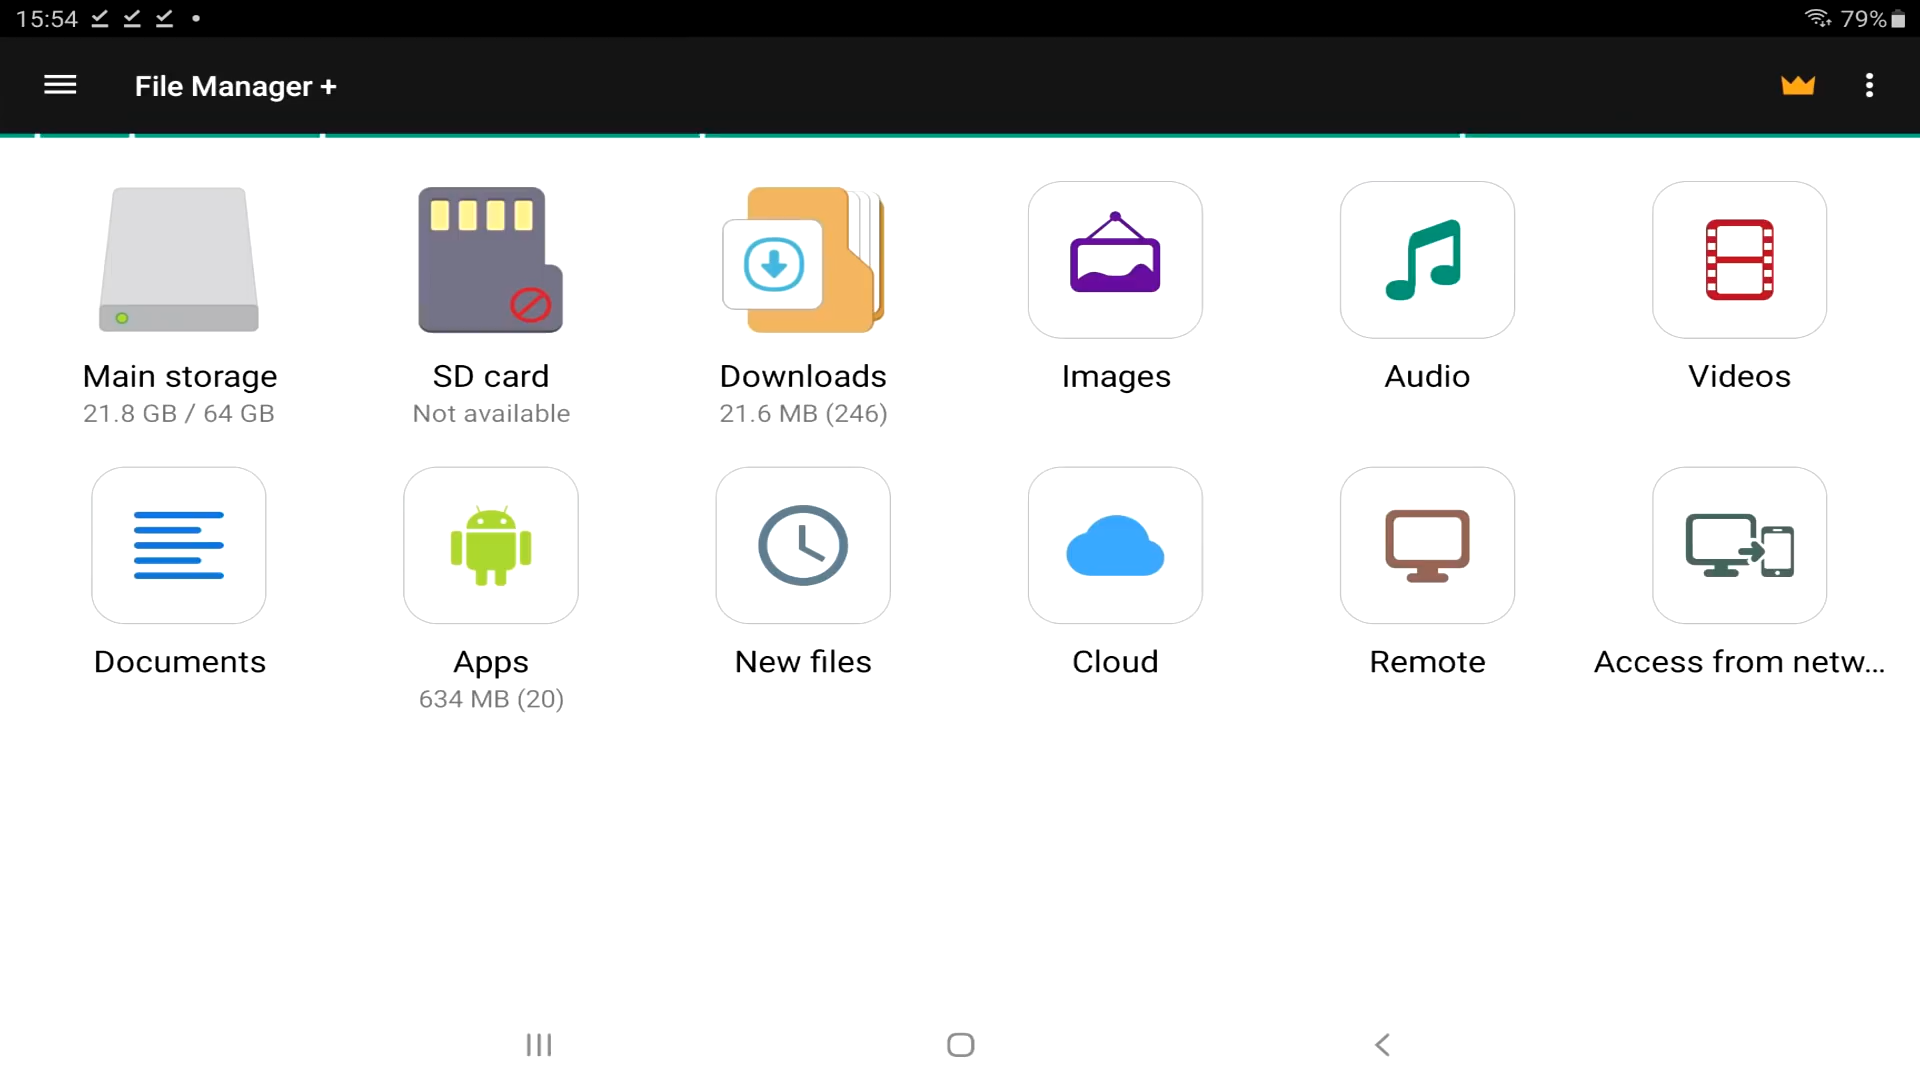 15:54
79%
File Manager +
Main storage
21.8 GB / 64 GB
SD card
Not available
Downloads
21.6 MB (246)
Images
Audio
Videos
Documents
Apps
634 MB (20)
New files
Cloud
Remote
Access from netw...